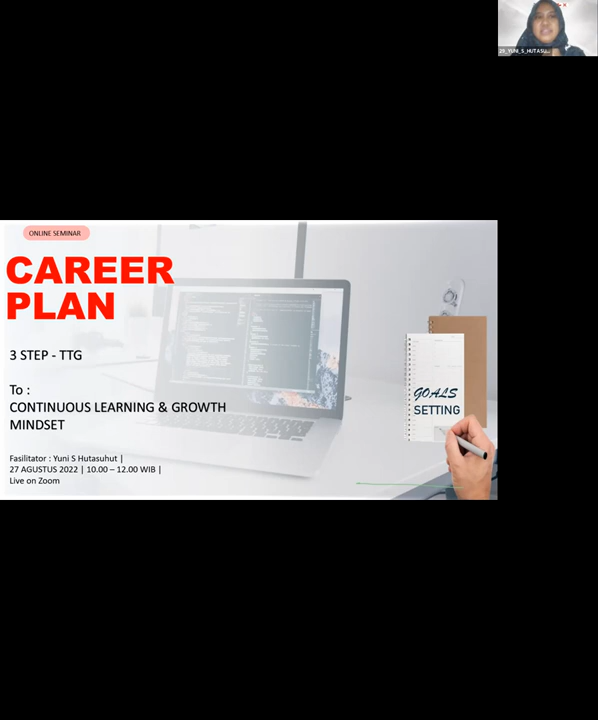 29_YUNI_S_HUTASU...
ONLINE SEMINAR
CAREER
PLAN
3 STEP - TTG
To :
CONTINUOUS LEARNING & GROWTH
MINDSET
Fasilitator : Yuni S Hutasuhut |
27 AGUSTUS 2022 | 10.00 – 12.00 WIB |
Live on Zoom
GOALS
SETTING